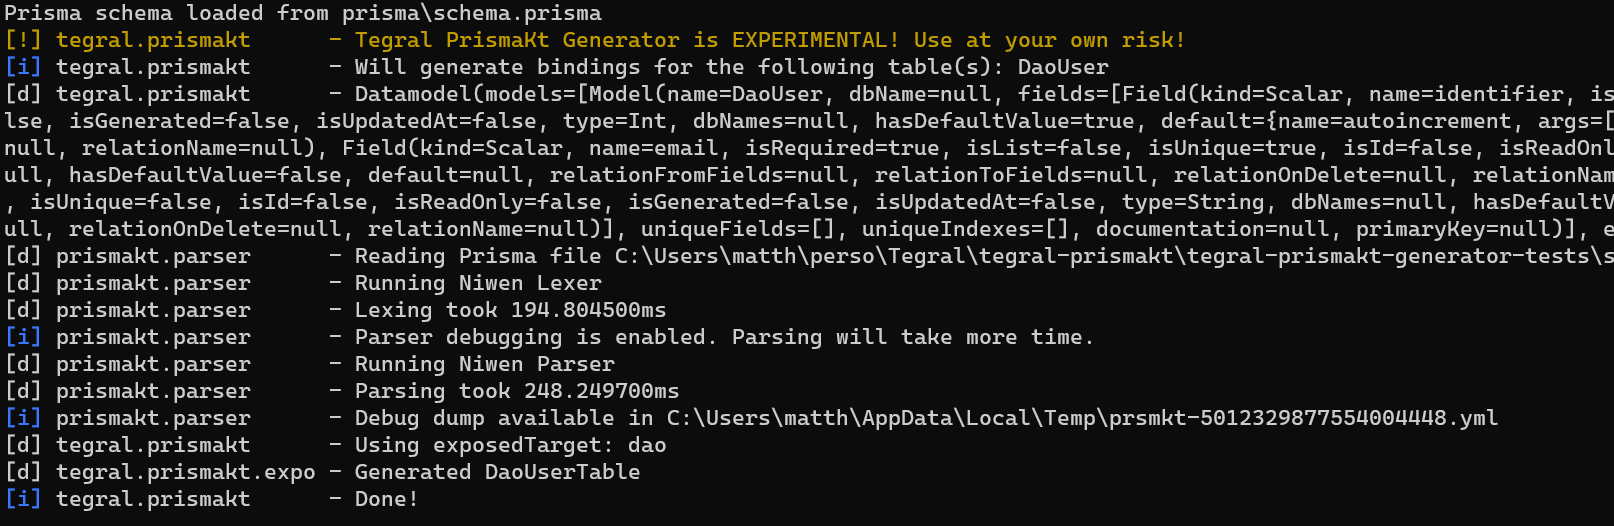 Prisma schema loaded from prisma\schema.prisma
[!] tegral.prismakt      - Tegral PrismaKt Generator is EXPERIMENTAL! Use at your own risk!
[i] tegral.prismakt      - Will generate bindings for the following table(s): DaoUser
[d] tegral.prismakt      - Datamodel(models=[Model(name=DaoUser, dbName=null, fields=[Field(kind=Scalar, name=identifier, is
lse, isGenerated=false, isUpdatedAt=false, type=Int, dbNames=null, hasDefaultValue=true, default={name=autoincrement, args=[
null, relationName=null), Field(kind=Scalar, name=email, isRequired=true, isList=false, isUnique=true, isId=false, isReadOnl
ull, hasDefaultValue=false, default=null, relationFromFields=null, relationToFields=null, relationOnDelete=null, relationNam
, isUnique=false, isId=false, isReadOnly=false, isGenerated=false, isUpdatedAt=false, type=String, dbNames=null, hasDefaultV
ull, relationOnDelete=null, relationName=null)], uniqueFields=[], uniqueIndexes=[], documentation=null, primaryKey=null)], e
[d] prismakt.parser      - Reading Prisma file C:\Users\matth\perso\Tegral\tegral-prismakt\tegral-prismakt-generator-tests\s
[d] prismakt.parser      - Running Niwen Lexer
[d] prismakt.parser      - Lexing took 194.804500ms
[i] prismakt.parser      - Parser debugging is enabled. Parsing will take more time.
[d] prismakt.parser      - Running Niwen Parser
[d] prismakt.parser      - Parsing took 248.249700ms
[i] prismakt.parser      - Debug dump available in C:\Users\matth\AppData\Local\Temp\prsmkt-5012329877554004448.yml
[d] tegral.prismakt      - Using exposedTarget: dao
[d] tegral.prismakt.expo - Generated DaoUserTable
[i] tegral.prismakt      - Done!